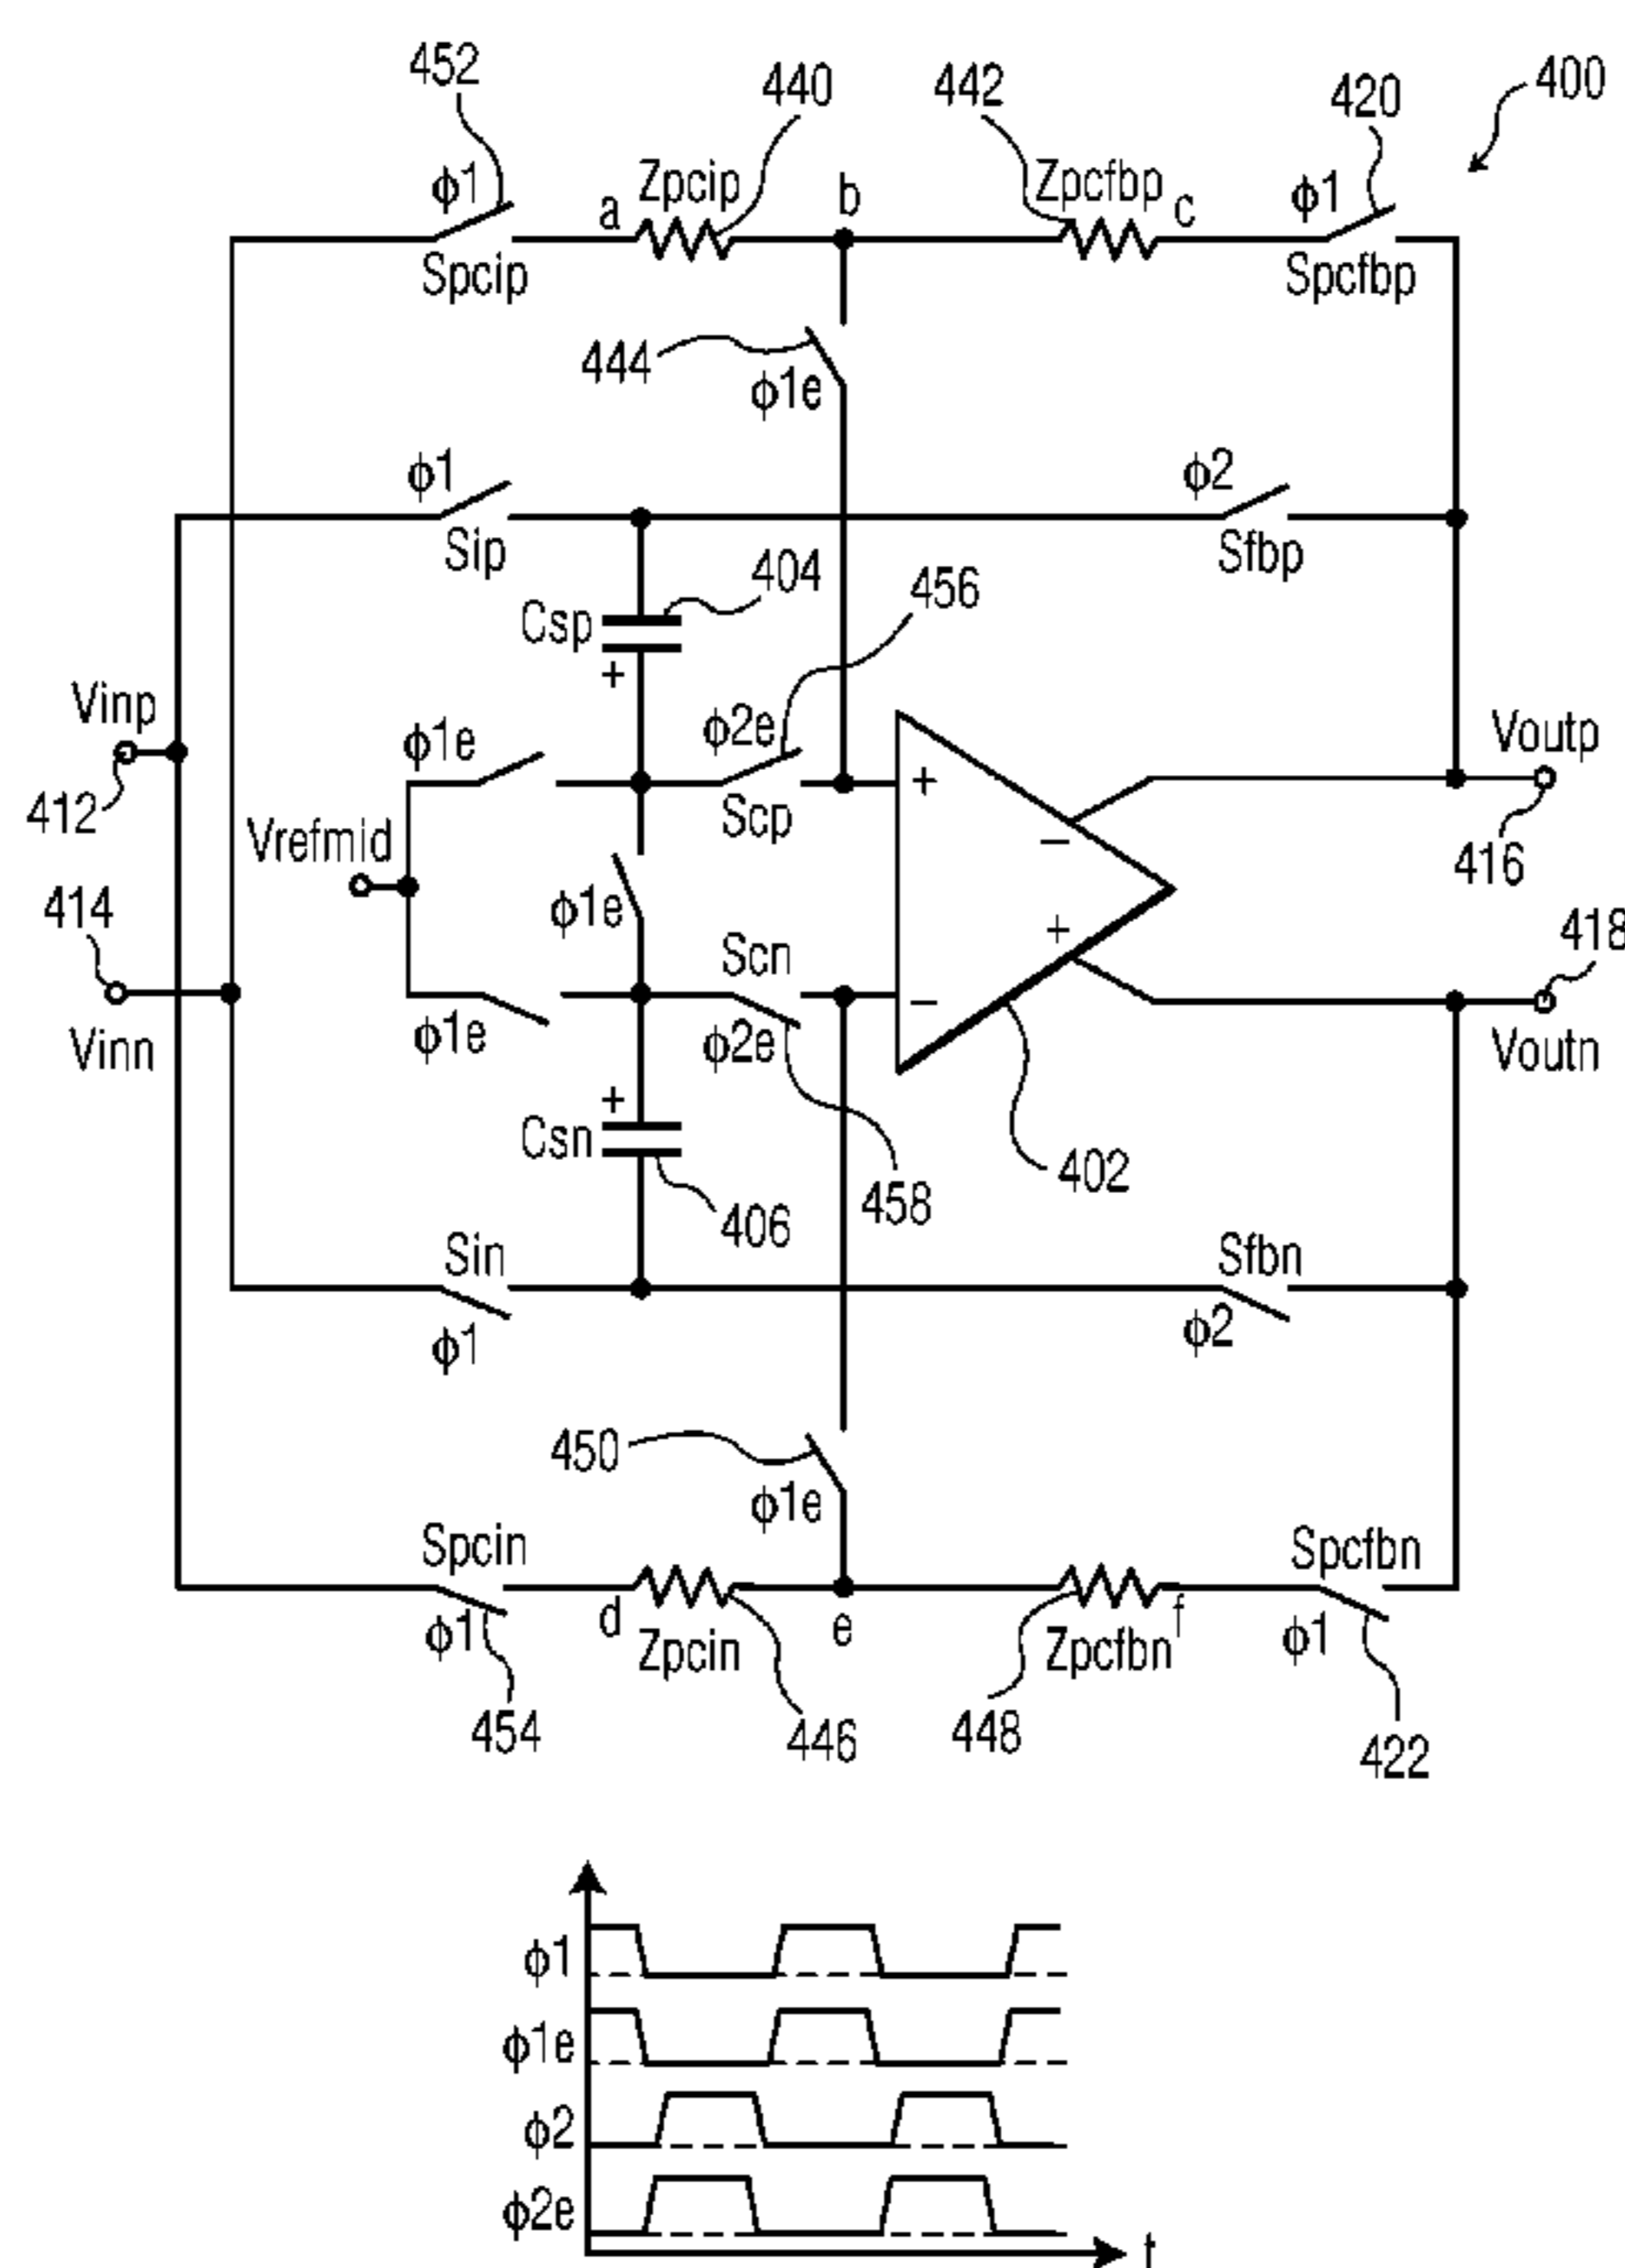 452
440
442
420
400
ϕ1
Zpcip
b
Zpcfbp
ϕ1
a
c
Spcip
Spcfbp
444
ϕ1e
ϕ1
ϕ2
Sip
Sfbp
404
Csp
456
+
Vinp
ϕ1e
ϕ2e
Voutp
412
+
Scp
−
Vrefmid
416
414
ϕ1e
Scn
+
418
Vinn
ϕ1e
ϕ2e
−
Voutn
+
Csn
402
406
458
Sin
Sfbn
ϕ1
ϕ2
450
ϕ1e
Spcin
Spcfbn
ϕ1
d
e
f
ϕ1
Zpcin
Zpcfbn
454
446
448
422
ϕ1
ϕ1e
ϕ2
ϕ2e
t